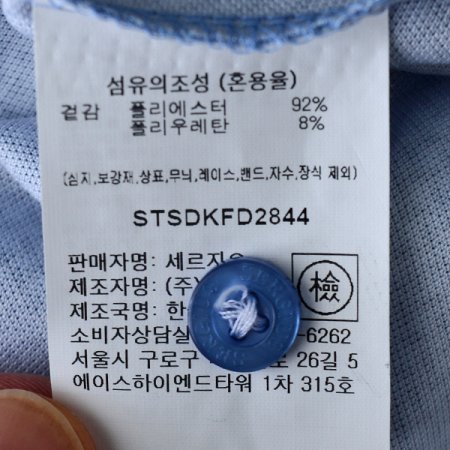 섬유의조성 (혼용율)
겉감 폴리에스터 92%
폴리우레탄 8%
(심지,보강재,상표,무늬,레이스,밴드,자수,장식 제외)
STSDKFD2844
판매자명: 세르지오
제조자명: (주)
제조국명: 한
檢
소비자상담실 -6262
서울시 구로구 26길 5
에이스하이엔드타워 1차 315호